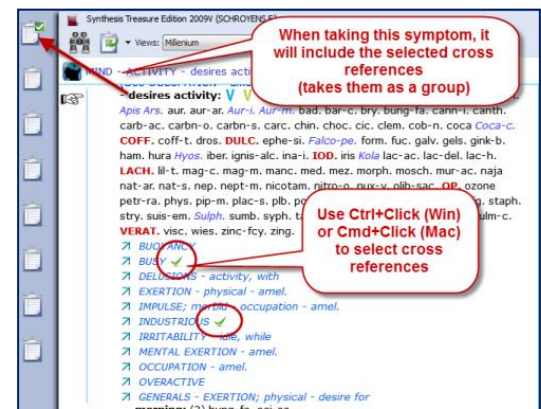 Synthesis Treasure Edition 2009V (SCHROYENS F)
Views: Millenium
When taking this symptom, it
will include the selected cross
references
(takes them as a group)
MIND - ACTIVITY - desires acti
- desires activity: V V
Apis Ars. aur. aur-ar. Aur-i. Aur-m. bad. bar-c. bry. bung-fa. cann-i. canth.
carb-ac. carbn-o. carbn-s. carc. chin. choc. cic. clem. cob-n. coca Coca-c.
COFF. coff-t. dros. DULC. ephe-si. Falco-pe. form. fuc. galv. gels. gink-b.
ham. hura Hyos. iber. ignis-alc. ina-i. IOD. iris Kola lac-ac. lac-del. lac-h.
LACH. lil-t. mag-c. mag-m. manc. med. mez. morph. mosch. mur-ac. naja
nat-ar. nat-s. nep. nept-m. nicotam. nitro-o. nux-v. olib-sac. OP. ozone
petr-ra. phys. pip-m. plac-s. plb. g. staph.
stry. suis-em. Sulph. sumb. syph. ulm-c.
VERAT. visc. wies. zinc-fcy. zing.
Use Ctrl+Click (Win)
or Cmd+Click (Mac)
to select cross
references
BUOYANCY
BUSY
DELUSIONS - activity, with
EXERTION - physical - amel.
IMPULSE; morbid - occupation - amel.
INDUSTRIOUS
IRRITABILITY - idle, while
MENTAL EXERTION - amel.
OCCUPATION - amel.
OVERACTIVE
GENERALS - EXERTION; physical - desire for